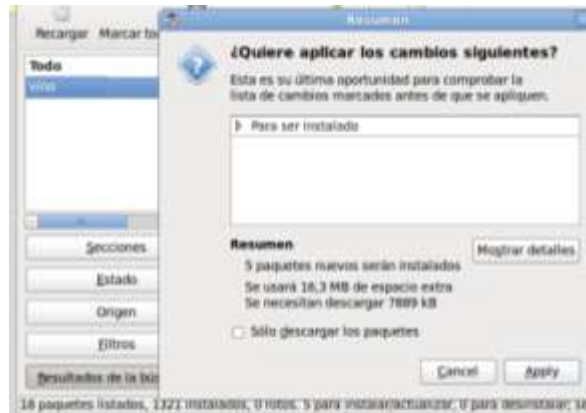 Resumen
Recargar Marcar to
¿Quiere aplicar los cambios siguientes?
Todo
vino
Esta es su última oportunidad para comprobar la
lista de cambios marcados antes de que se apliquen.
Para ser instalado
Secciones
Estado
Origen
Filtros
Resultados de la bús
Resumen
Mostrar detalles
5 paquetes nuevos serán instalados
Se usará 16,3 MB de espacio extra
Se necesitan descargar 7889 kB
Sólo descargar los paquetes
Cancel
Apply
18 paquetes listados, 1321 instalados, 0 rotos. 5 para instalar/actualizar, 0 para desinstalar; se